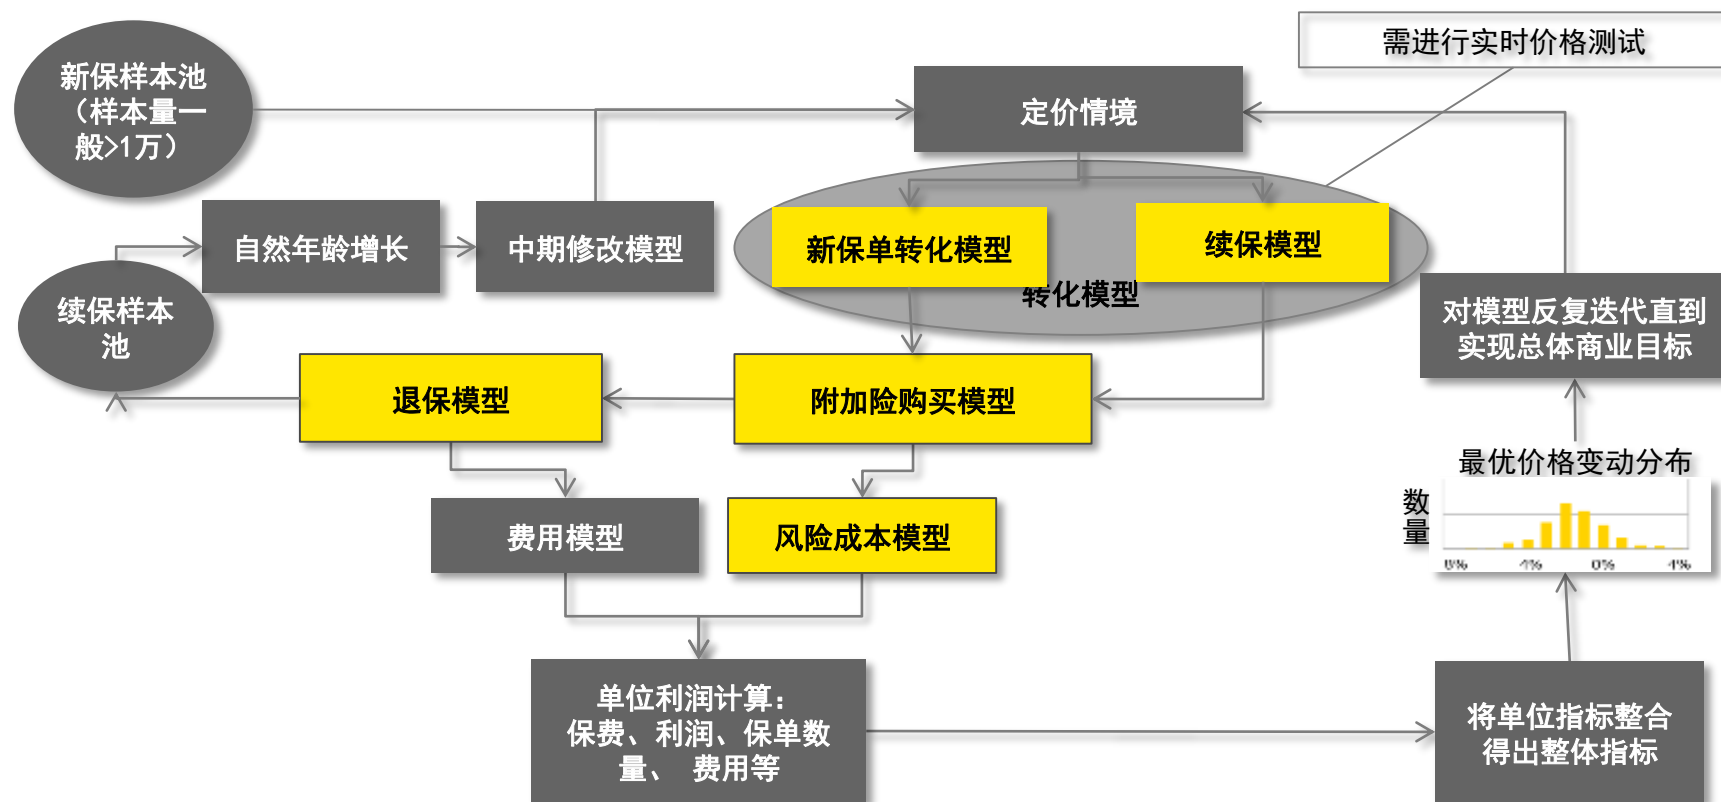 需进行实时价格测试
新保样本池
（样本量一
般>1万）
定价情境
自然年龄增长
中期修改模型
新保单转化模型
续保模型
转化模型
续保样本
池
对模型反复迭代直到
实现总体商业目标
退保模型
附加险购买模型
最优价格变动分布
数
量
0%
费用模型
风险成本模型
单位利润计算：
保费、利润、保单数
量、 费用等
将单位指标整合
得出整体指标